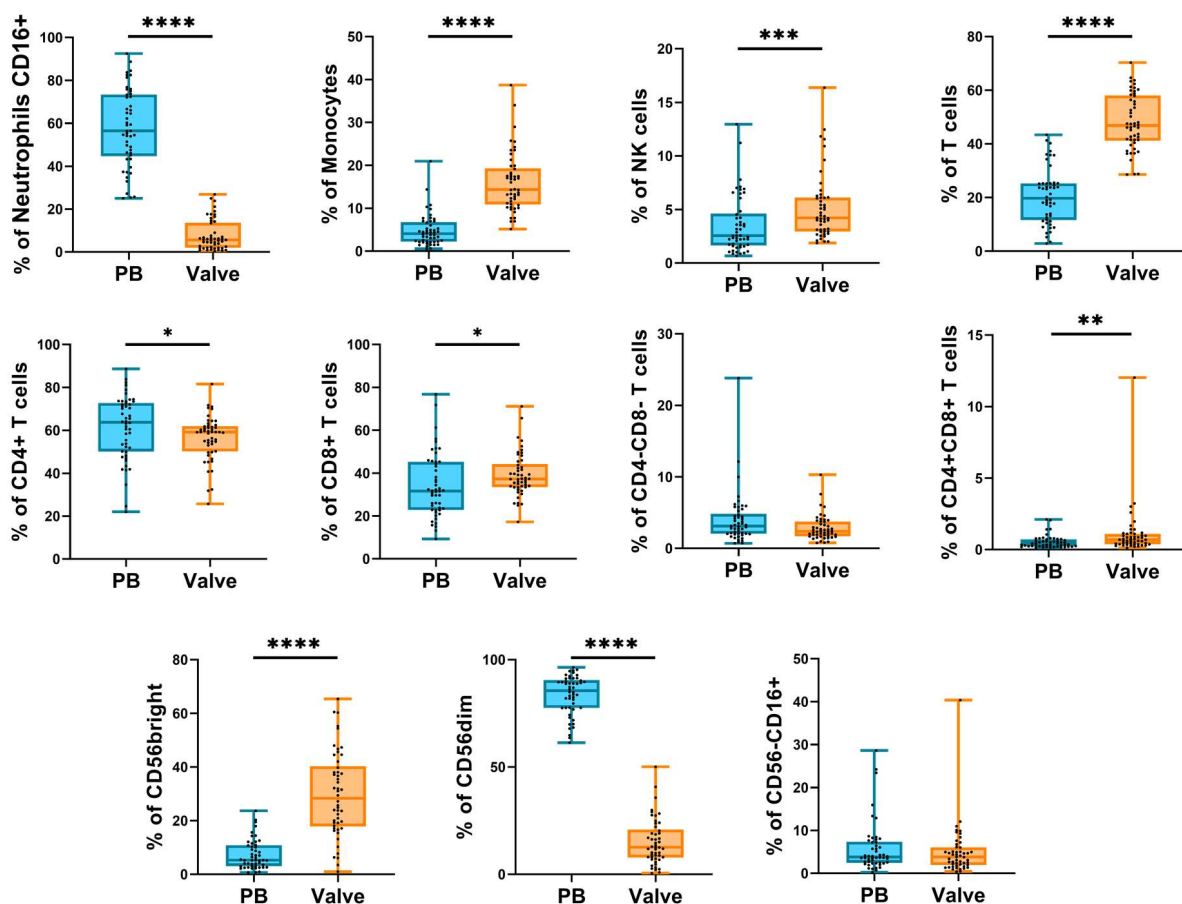 ****
% of Neutrophils CD16+
100
80
60
40
20
0
PB Valve
****
% of Monocytes
50
40
30
20
10
0
PB Valve
***
% of NK cells
20
15
10
5
0
PB Valve
****
% of T cells
80
60
40
20
0
PB Valve
*
% of CD4+ T cells
100
80
60
40
20
0
PB Valve
*
% of CD8+ T cells
100
80
60
40
20
0
PB Valve
% of CD4-CD8- T cells
30
20
10
0
PB Valve
**
% of CD4+CD8+ T cells
15
10
5
0
PB Valve
****
% of CD56bright
80
60
40
20
0
PB Valve
****
% of CD56dim
100
50
0
PB Valve
% of CD56-CD16+
50
40
30
20
10
0
PB Valve